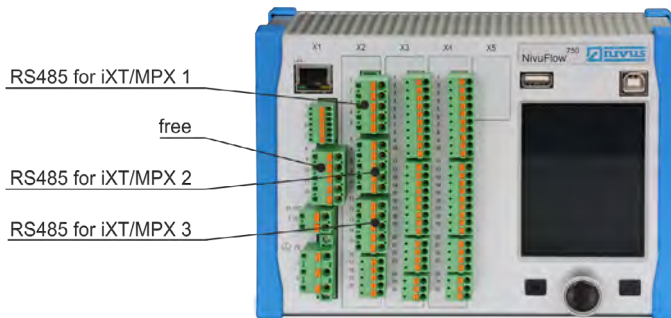 X1 X2 X3 X4 X5
NivuFlow 750 nivus
RS485 for iXT/MPX 1
free
RS485 for iXT/MPX 2
RS485 for iXT/MPX 3